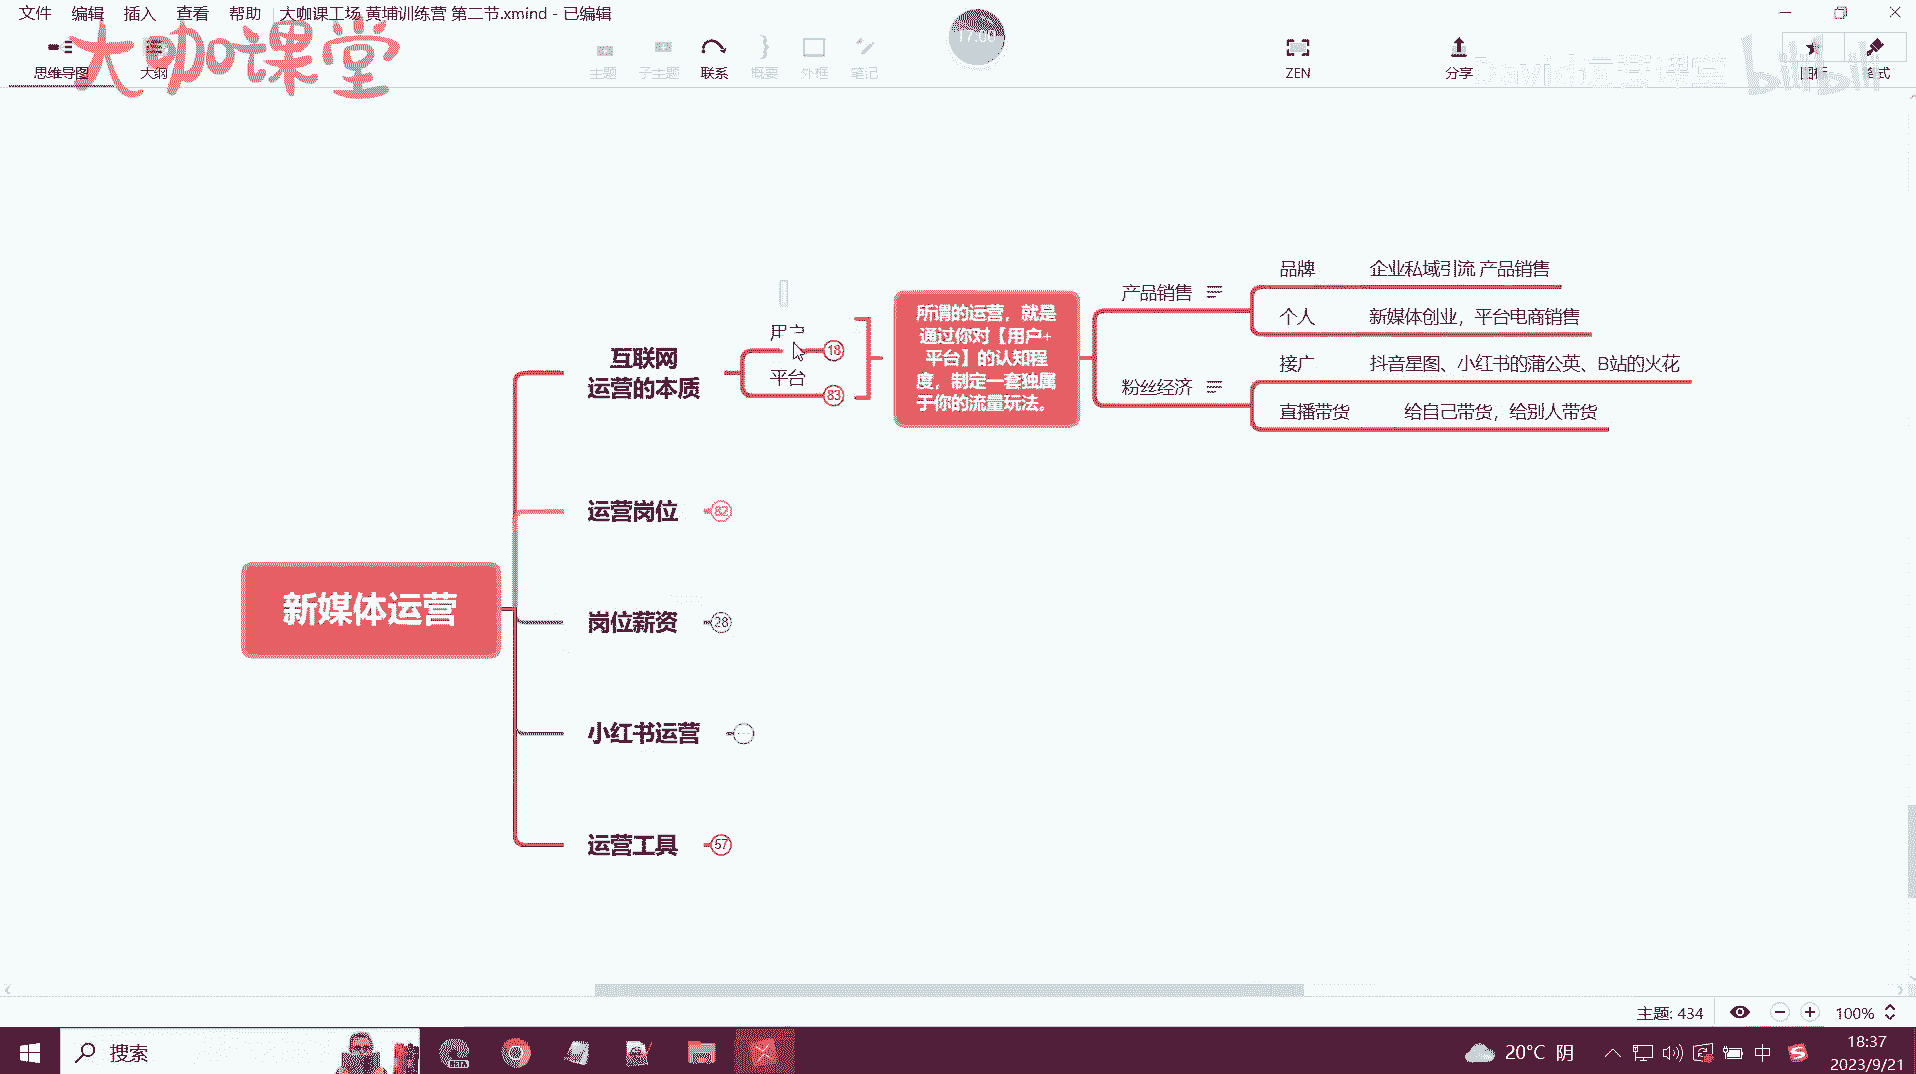 文件 编辑 插入 查看 帮助 大咖课工场 黄埔训练营 第二节.xmind - 已编辑
大咖课堂
思维导图 大纲 主题 子主题 联系 概要 外框 笔记 ZEN 分享 图标 格式
17:00
bilibili
品牌 企业私域引流 产品销售
产品销售
个人 新媒体创业，平台电商销售
接广 抖音星图、小红书的蒲公英、B站的火花
粉丝经济
直播带货 给自己带货，给别人带货
所谓的运营，就是
通过你对【用户+
平台】的认知程
度，制定一套独属
于你的流量玩法。
用户 18
平台 83
互联网
运营的本质
运营岗位 82
新媒体运营
岗位薪资 28
小红书运营
运营工具 57
主题: 434 100%
搜索
BETA
20°C 阴 中
18:37
2023/9/21